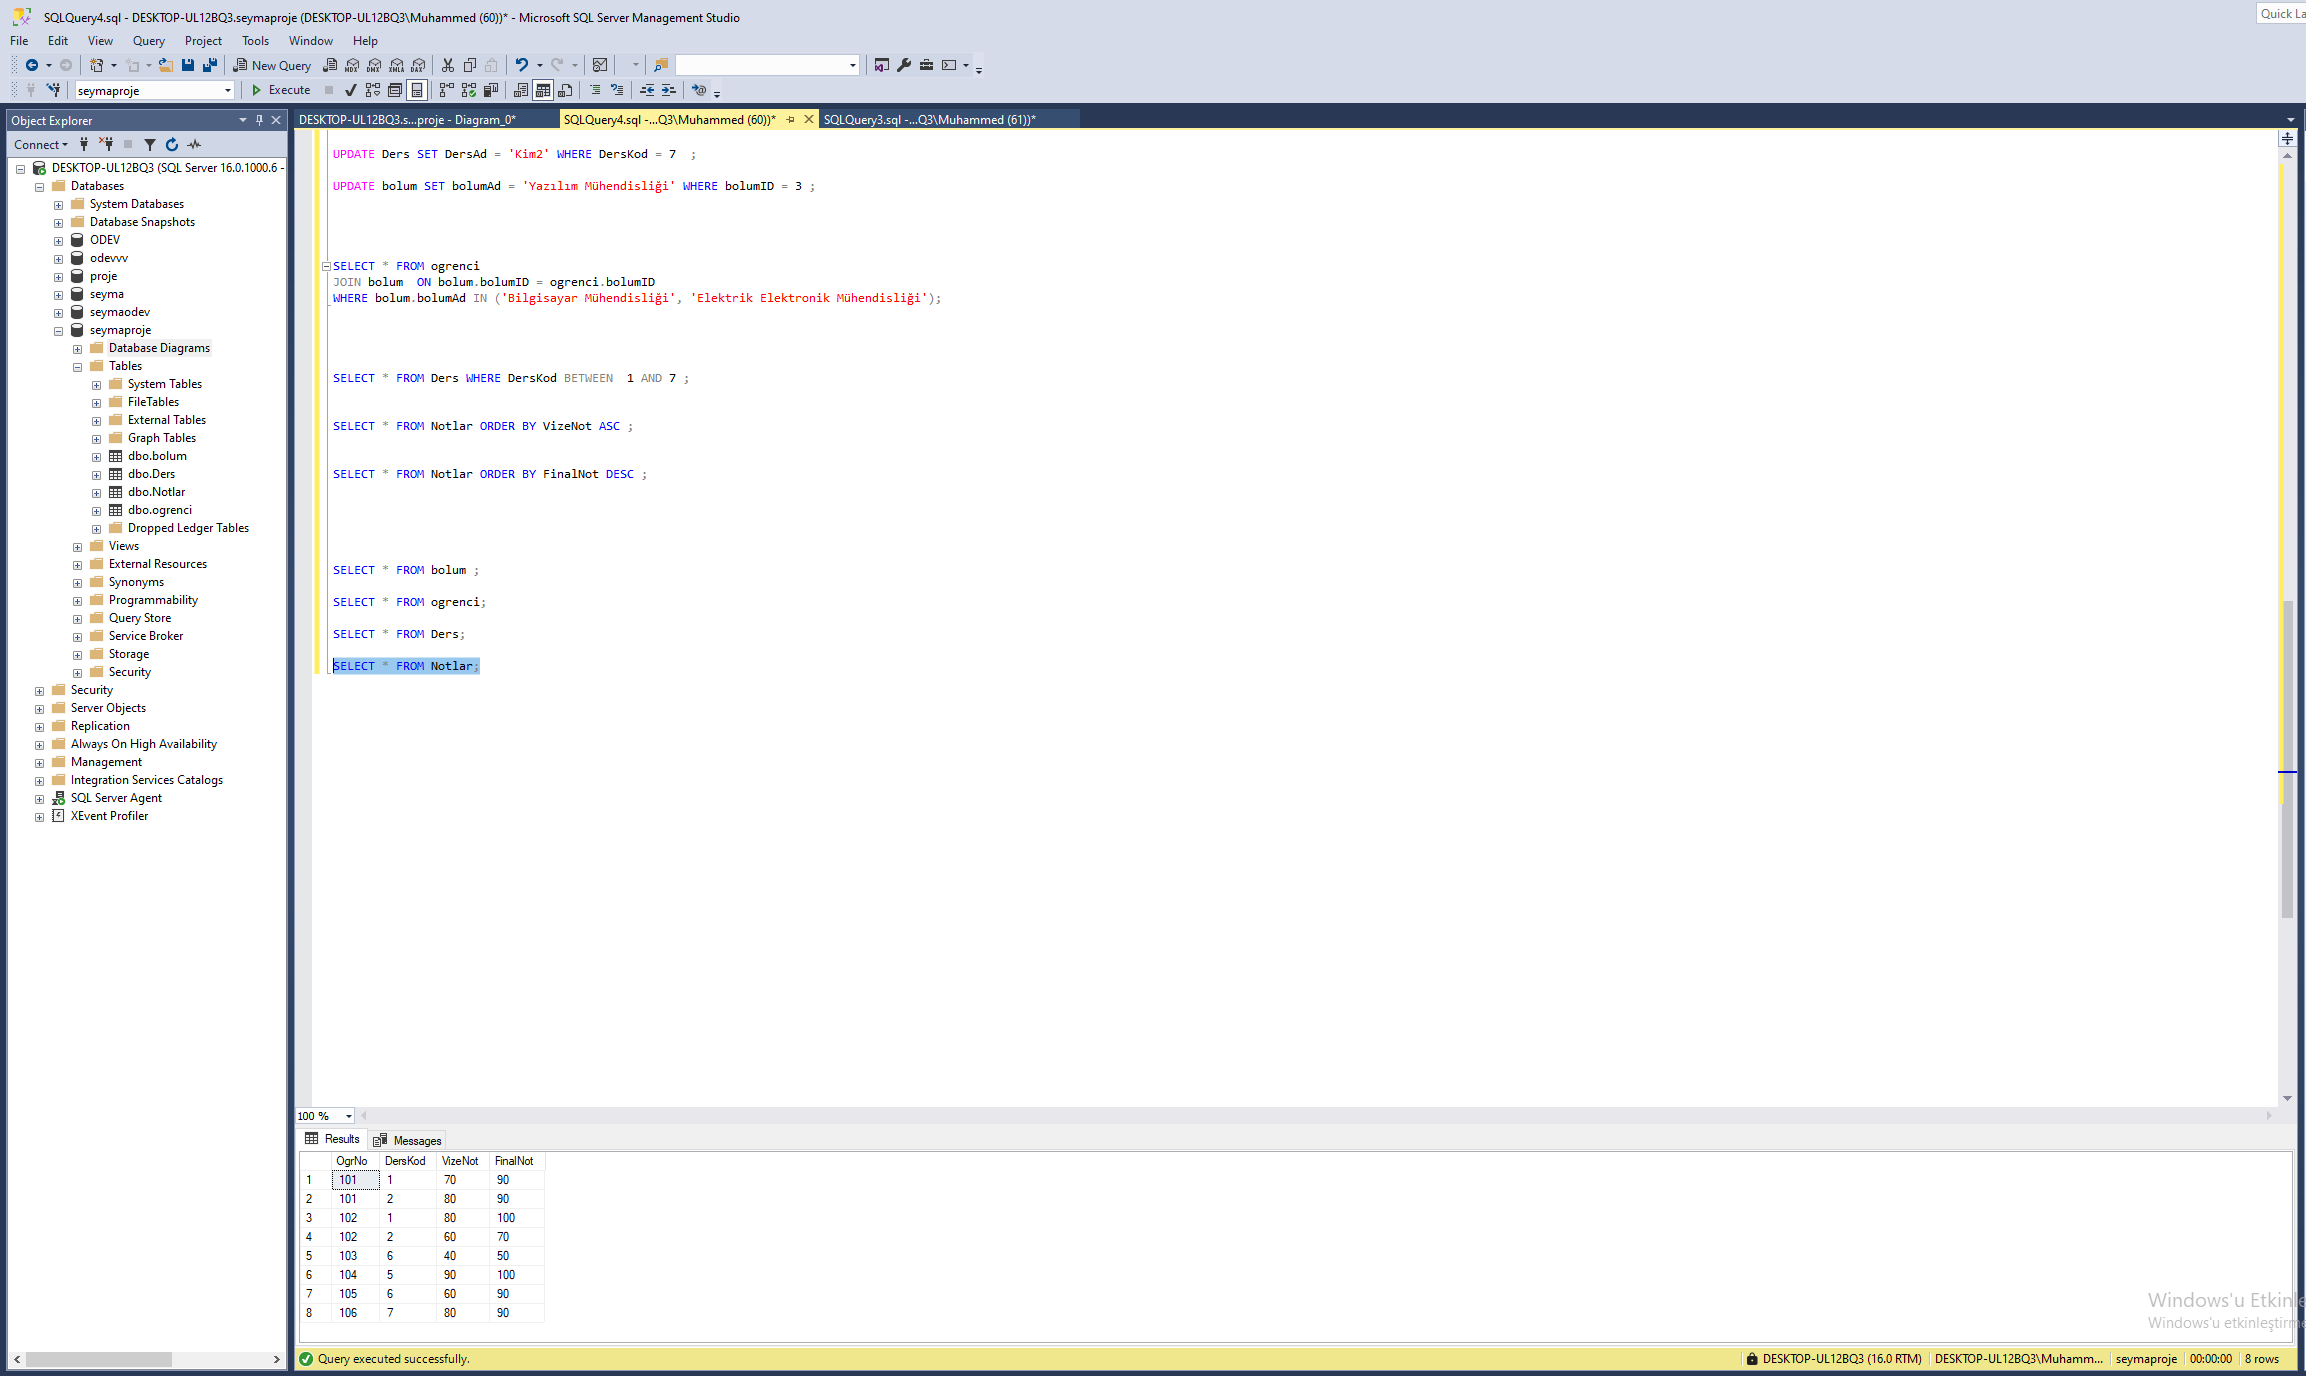 SQLQuery4.sql - DESKTOP-UL12BQ3.seymaproje (DESKTOP-UL12BQ3\Muhammed (60))* - Microsoft SQL Server Management Studio
Quick La
File Edit View Query Project Tools Window Help
New Query
seymaproje Execute
Object Explorer
Connect
DESKTOP-UL12BQ3 (SQL Server 16.0.1000.6 -
Databases
System Databases
Database Snapshots
ODEV
odevvv
proje
seyma
seymaodev
seymaproje
Database Diagrams
Tables
System Tables
FileTables
External Tables
Graph Tables
dbo.bolum
dbo.Ders
dbo.Notlar
dbo.ogrenci
Dropped Ledger Tables
Views
External Resources
Synonyms
Programmability
Query Store
Service Broker
Storage
Security
Security
Server Objects
Replication
Always On High Availability
Management
Integration Services Catalogs
SQL Server Agent
XEvent Profiler
DESKTOP-UL12BQ3.s...proje - Diagram_0* SQLQuery4.sql -...Q3\Muhammed (60))* SQLQuery3.sql -...Q3\Muhammed (61))*
UPDATE Ders SET DersAd = 'Kim2' WHERE DersKod = 7 ;
UPDATE bolum SET bolumAd = 'Yazılım Mühendisliği' WHERE bolumID = 3 ;
SELECT * FROM ogrenci
JOIN bolum ON bolum.bolumID = ogrenci.bolumID
WHERE bolum.bolumAd IN ('Bilgisayar Mühendisliği', 'Elektrik Elektronik Mühendisliği');
SELECT * FROM Ders WHERE DersKod BETWEEN 1 AND 7 ;
SELECT * FROM Notlar ORDER BY VizeNot ASC ;
SELECT * FROM Notlar ORDER BY FinalNot DESC ;
SELECT * FROM bolum ;
SELECT * FROM ogrenci;
SELECT * FROM Ders;
SELECT * FROM Notlar;
100 %
Results Messages
OgrNo DersKod VizeNot FinalNot
1 101 1 70 90
2 101 2 80 90
3 102 1 80 100
4 102 2 60 70
5 103 6 40 50
6 104 5 90 100
7 105 6 60 90
8 106 7 80 90
Windows'u Etkinle
Windows'u etkinleştirme
Query executed successfully. DESKTOP-UL12BQ3 (16.0 RTM) DESKTOP-UL12BQ3\Muhamm... seymaproje 00:00:00 8 rows